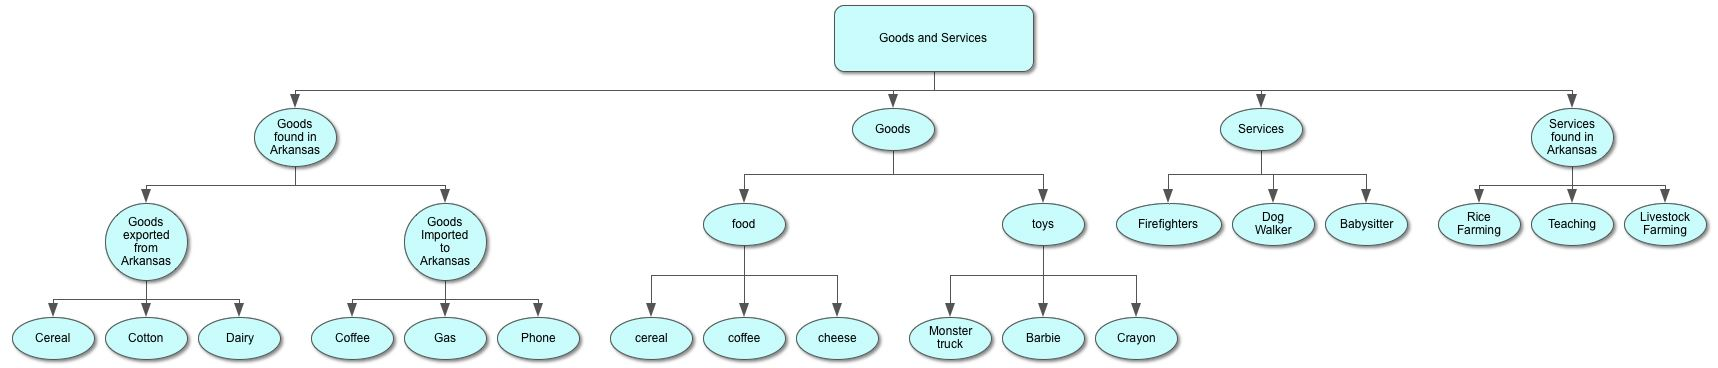 Goods and Services
Goods
found in
Arkansas
Goods
Services
Services
found in
Arkansas
Goods
exported
from
Arkansas
Goods
Imported
to
Arkansas
food
toys
Firefighters
Dog
Walker
Babysitter
Rice
Farming
Teaching
Livestock
Farming
Cereal
Cotton
Dairy
Coffee
Gas
Phone
cereal
coffee
cheese
Monster
truck
Barbie
Crayon